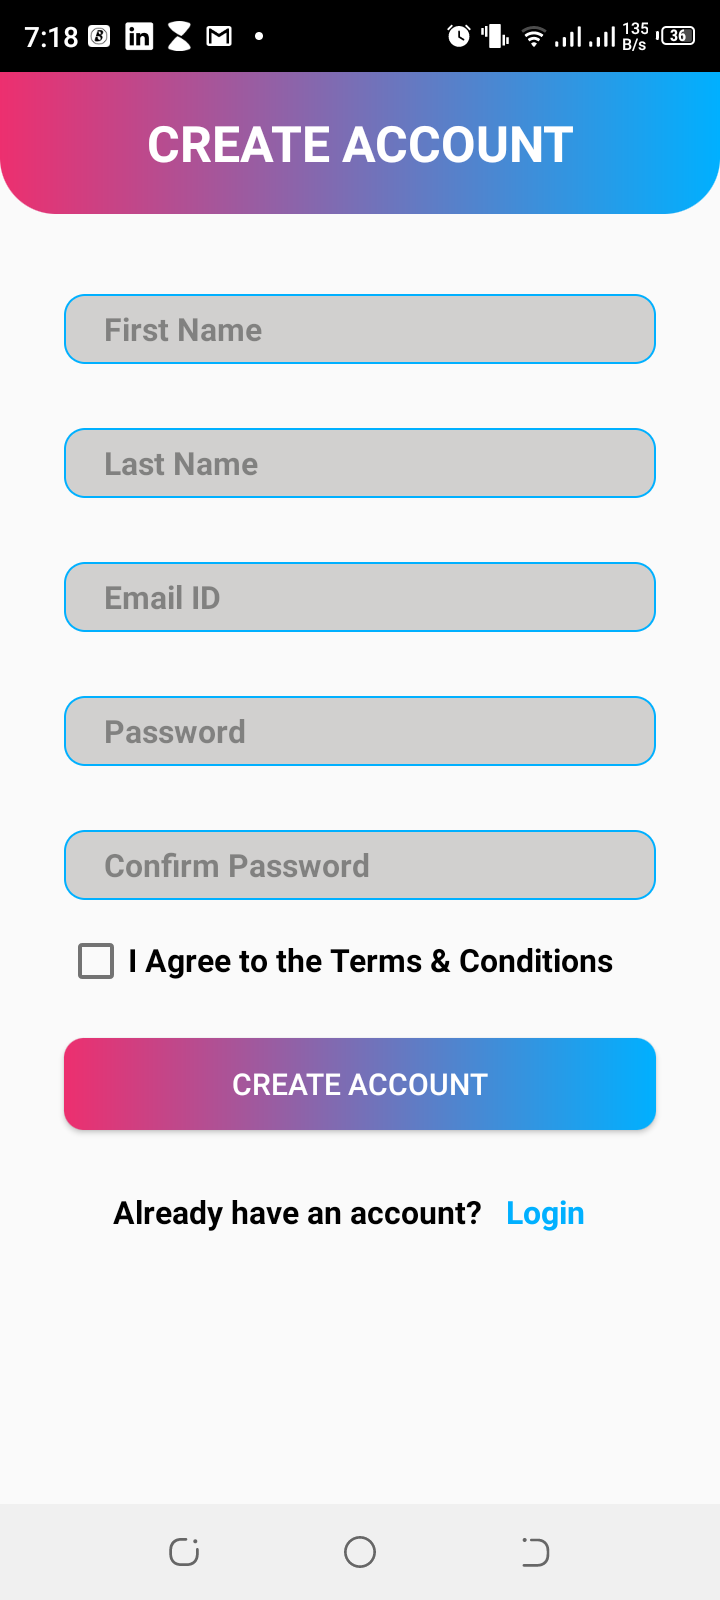 7:18 in 135 B/s 36
CREATE ACCOUNT
First Name
Last Name
Email ID
Password
Confirm Password
I Agree to the Terms & Conditions
CREATE ACCOUNT
Already have an account? Login